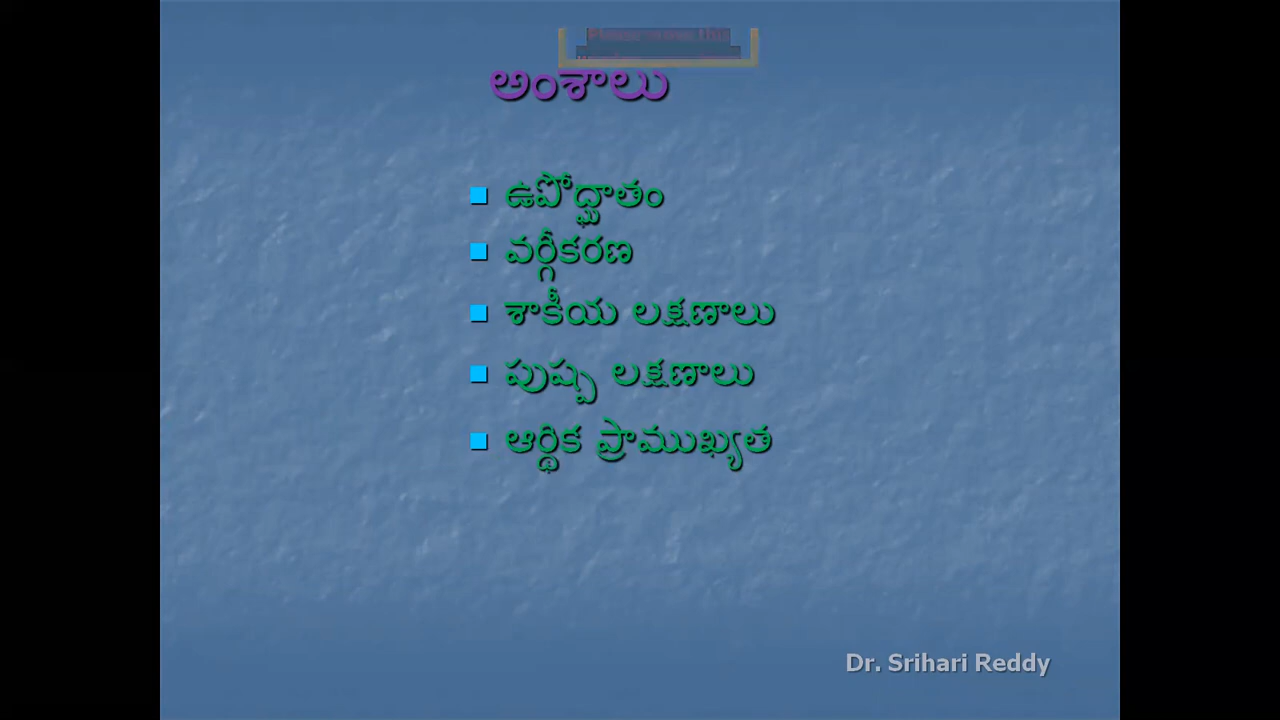 అంశాలు
ఉపోద్ఘాతం
వర్గీకరణ
శాకీయ లక్షణాలు
పుష్ప లక్షణాలు
ఆర్థిక ప్రాముఖ్యత
Dr. Srihari Reddy